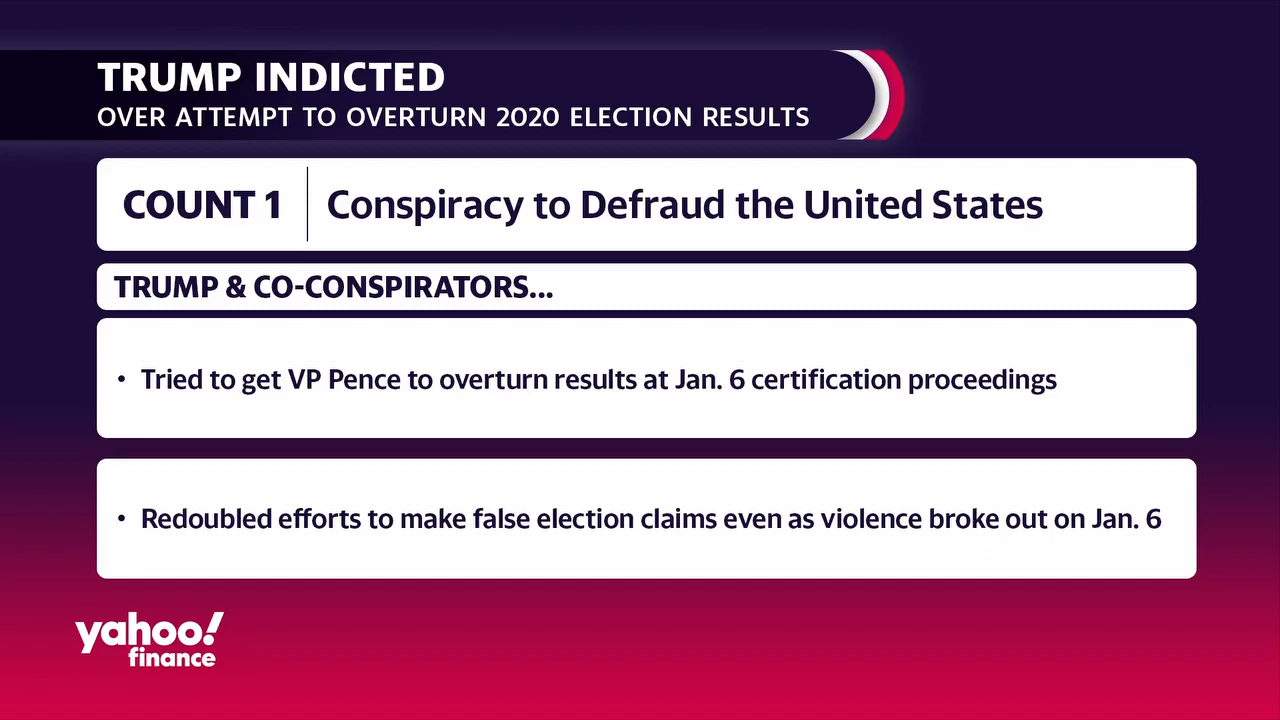 TRUMP INDICTED
OVER ATTEMPT TO OVERTURN 2020 ELECTION RESULTS
COUNT 1 Conspiracy to Defraud the United States
TRUMP & CO-CONSPIRATORS...
• Tried to get VP Pence to overturn results at Jan. 6 certification proceedings
• Redoubled efforts to make false election claims even as violence broke out on Jan. 6
yahoo!
finance